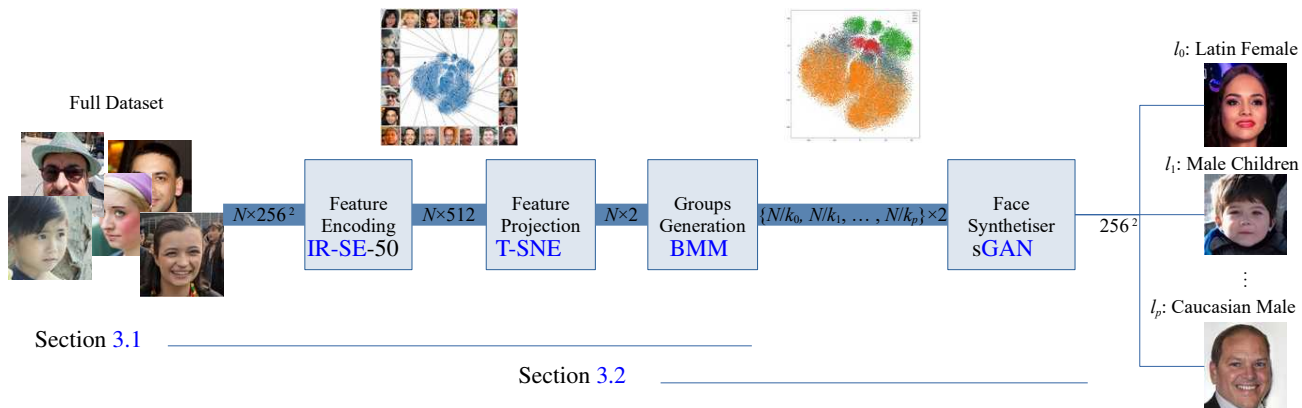 Full Dataset
N×256²
Feature
Encoding
IR-SE-50
N×512
Feature
Projection
T-SNE
N×2
Groups
Generation
BMM
{N/k₀, N/k₁, … , N/kₚ}×2
Face
Synthetiser
sGAN
256²
l₀: Latin Female
l₁: Male Children
⋮
lₚ: Caucasian Male
Section 3.1
Section 3.2